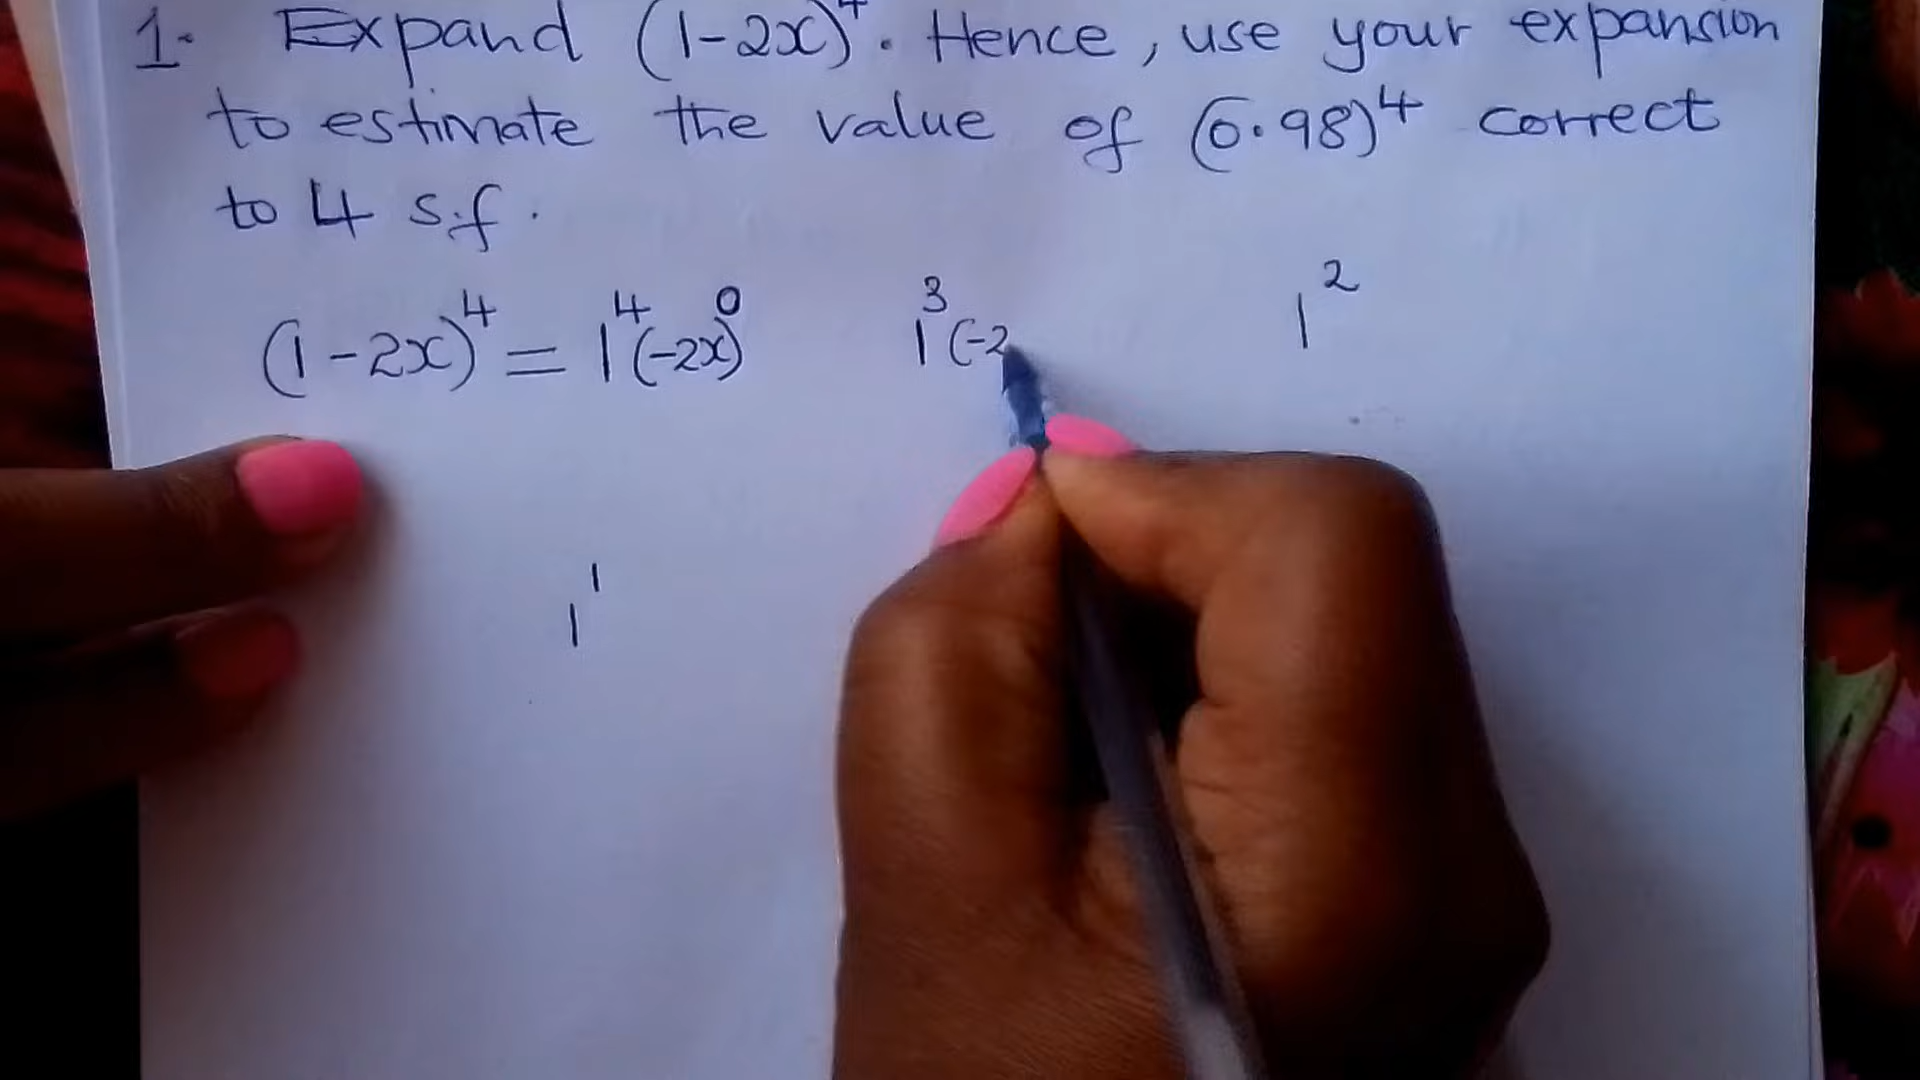 1. Expand (1-2x)⁴. Hence, use your expansion
to estimate the value of (0.98)⁴ correct
to 4 s.f.
(1-2x)⁴ = 1⁴(-2x)⁰ 1³(-2 1²
1¹